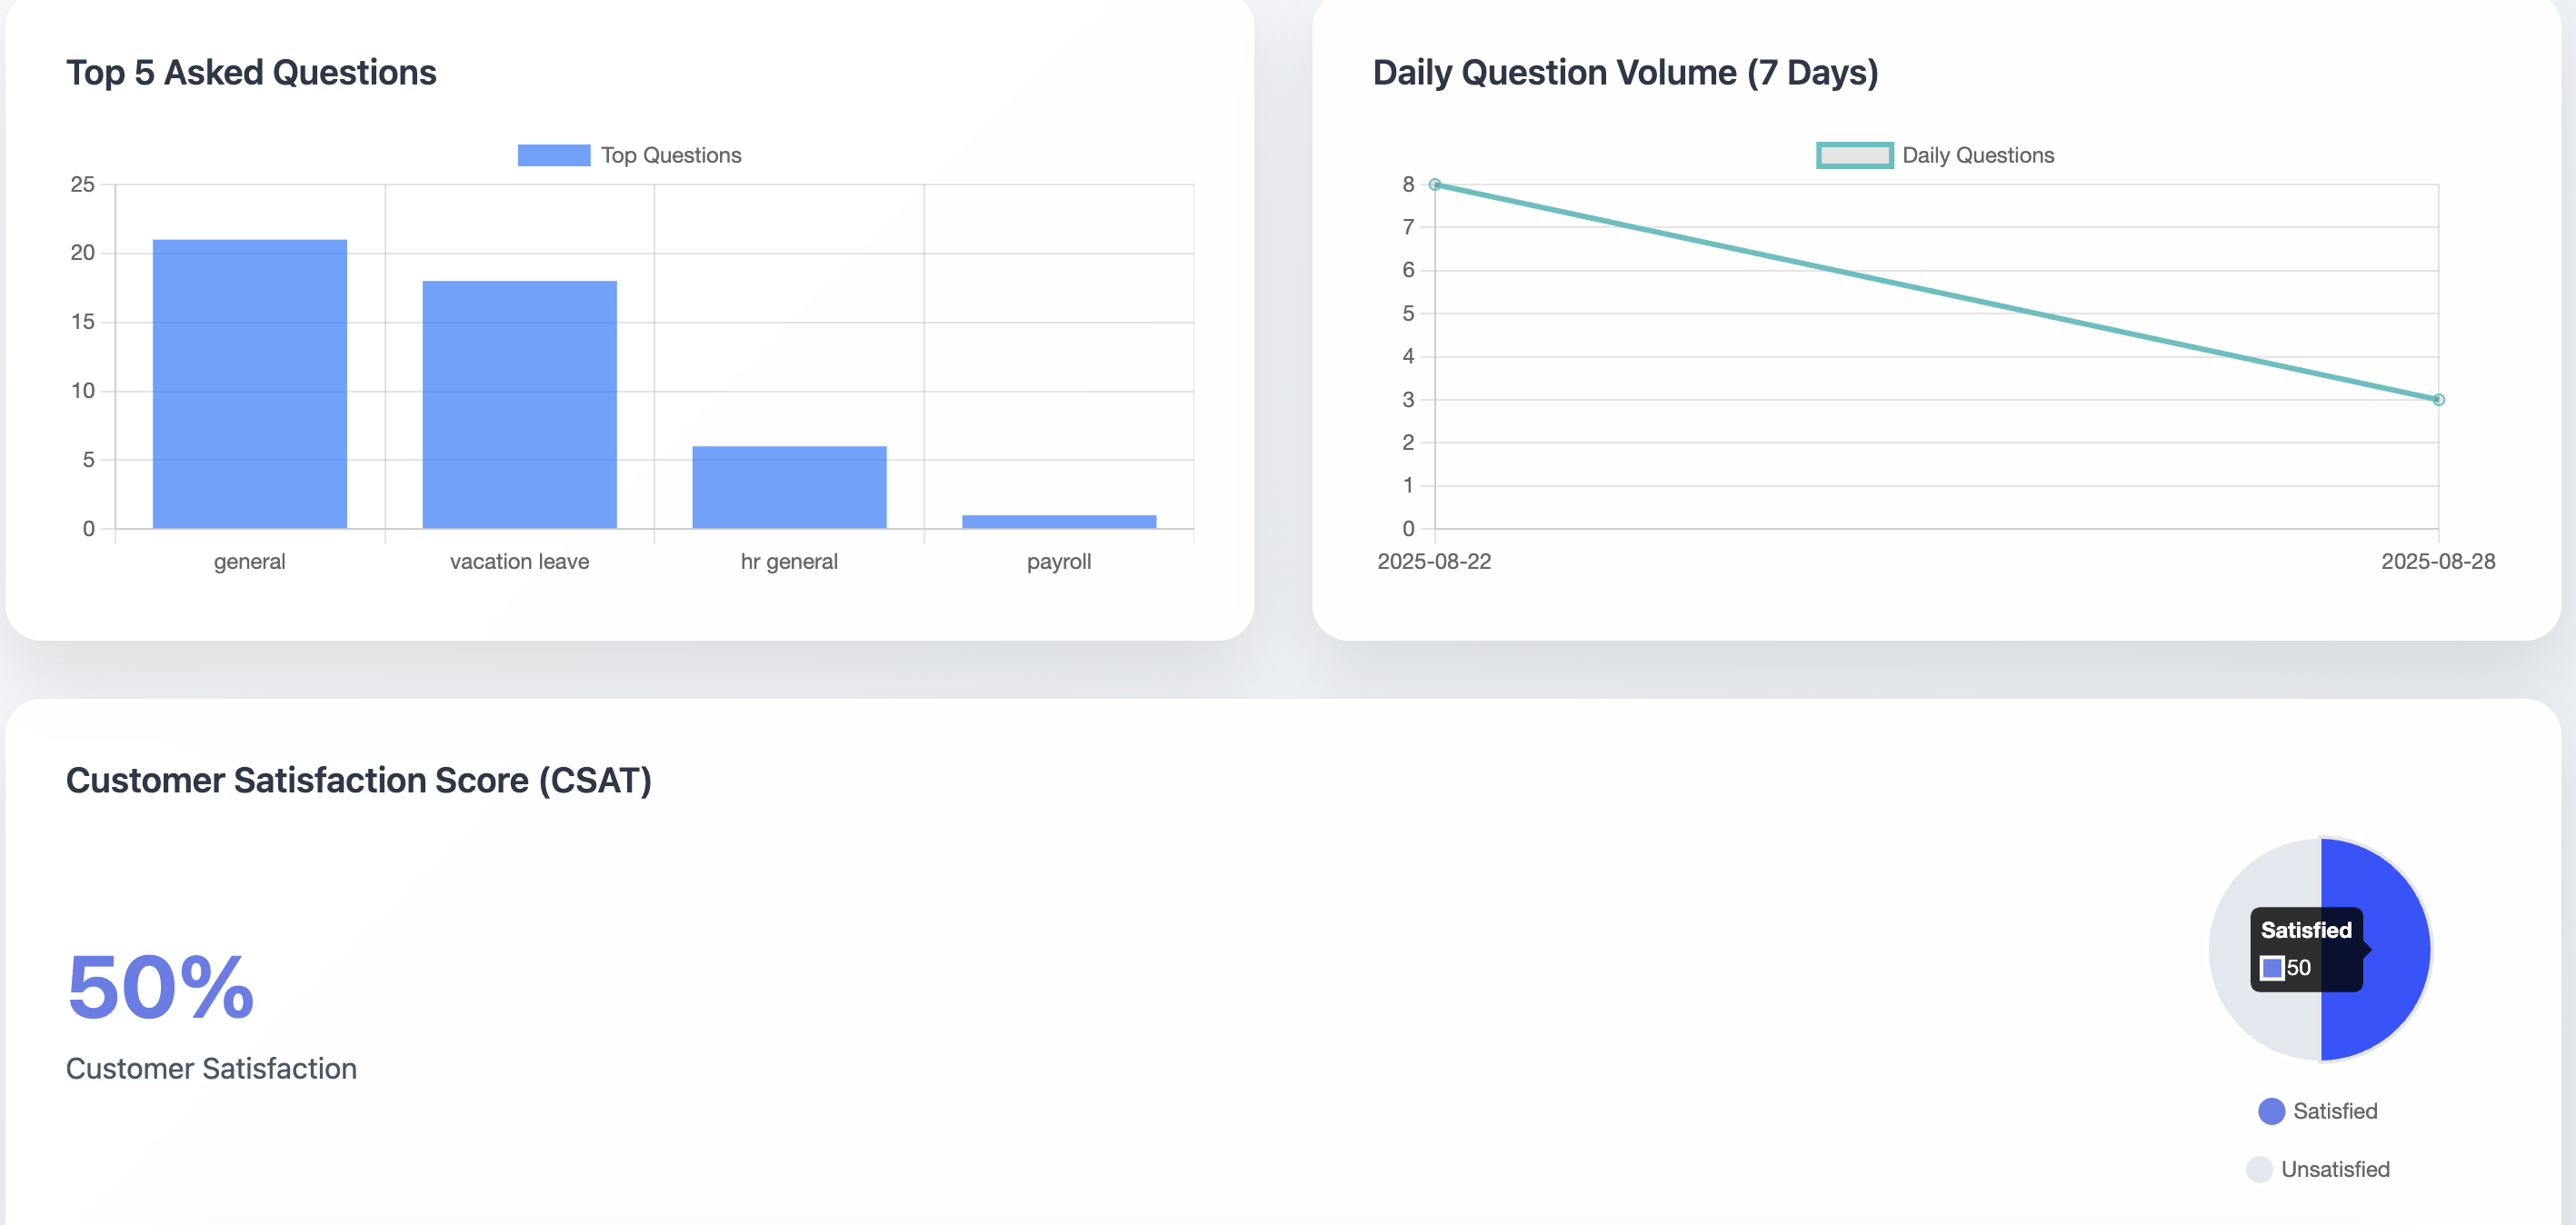 Top 5 Asked Questions
Top Questions
25
20
15
10
5
0
general vacation leave hr general payroll
Daily Question Volume (7 Days)
Daily Questions
8
7
6
5
4
3
2
1
0
2025-08-22 2025-08-28
Customer Satisfaction Score (CSAT)
50%
Customer Satisfaction
Satisfied
50
Satisfied
Unsatisfied